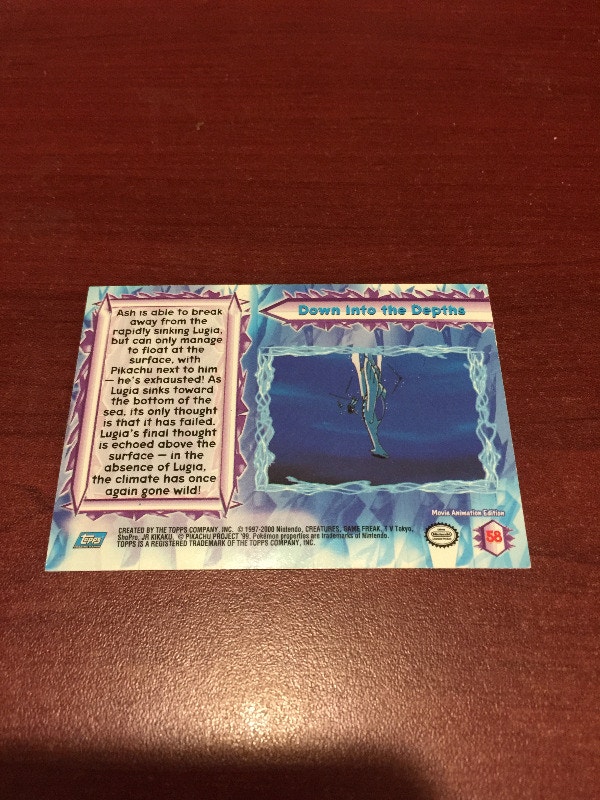 Ash is able to break
away from the
rapidly sinking Lugia,
but can only manage
to float at the
surface, with
Pikachu next to him
— he's exhausted! As
Lugia sinks toward
the bottom of the
sea, its only thought
is that it has failed.
Lugia's final thought
is echoed above the
surface — in the
absence of Lugia,
the climate has once
again gone wild!
Down into the Depths
Movie Animation Edition
58
Topps
CREATED BY THE TOPPS COMPANY, INC. © 1997-2000 Nintendo, CREATURES, GAME FREAK, TV Tokyo,
ShoPro, JR KIKAKU. © PIKACHU PROJECT '99. Pokémon properties are trademarks of Nintendo.
TOPPS IS A REGISTERED TRADEMARK OF THE TOPPS COMPANY, INC.
Nintendo